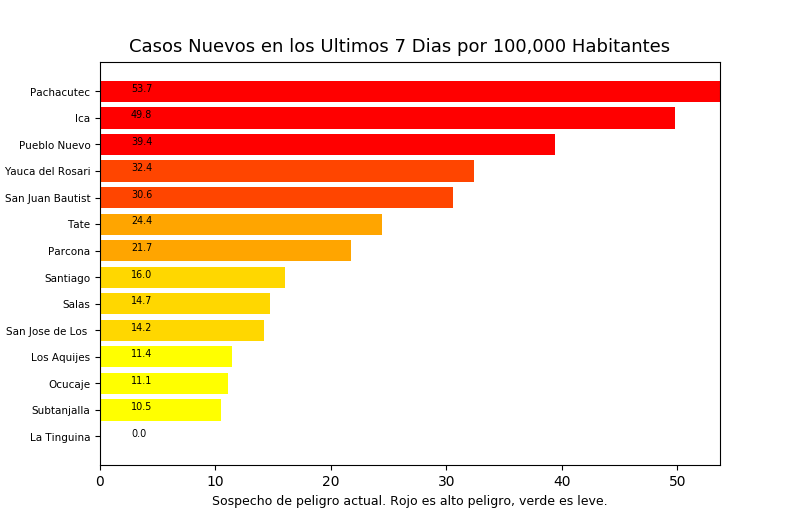 Casos Nuevos en los Ultimos 7 Dias por 100,000 Habitantes
Pachacutec 53.7
Ica 49.8
Pueblo Nuevo 39.4
Yauca del Rosari 32.4
San Juan Bautist 30.6
Tate 24.4
Parcona 21.7
Santiago 16.0
Salas 14.7
San Jose de Los 14.2
Los Aquijes 11.4
Ocucaje 11.1
Subtanjalla 10.5
La Tinguina 0.0
0 10 20 30 40 50
Sospecho de peligro actual. Rojo es alto peligro, verde es leve.